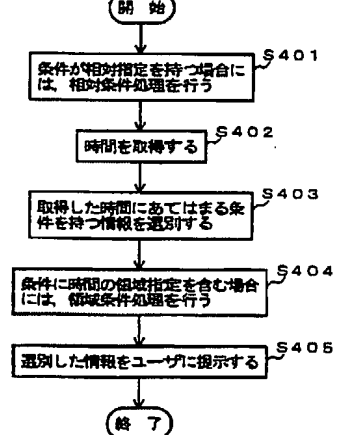 開 始
S401
条件が相対指定を持つ場合に
は、相対条件処理を行う
S402
時間を取得する
S403
取得した時間にあてはまる条
件を持つ情報を選別する
S404
条件に時間の領域指定を含む場合
には、領域条件処理を行う
S405
選別した情報をユーザに提示する
終 了